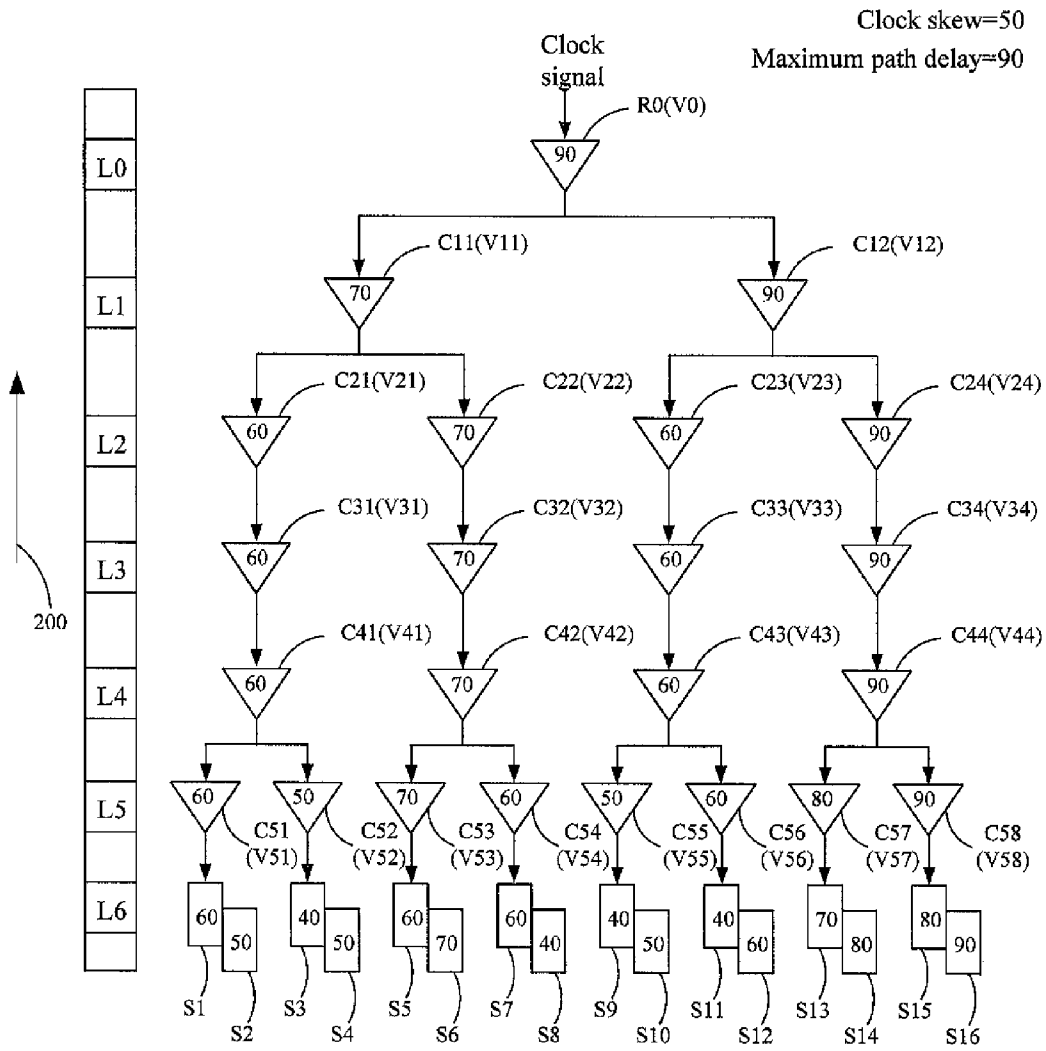 Clock skew=50
Maximum path delay=90
Clock
signal
R0(V0)
L0
90
C11(V11)
C12(V12)
L1
70
90
C21(V21)
C22(V22)
C23(V23)
C24(V24)
L2
60
70
60
90
C31(V31)
C32(V32)
C33(V33)
C34(V34)
L3
60
70
60
90
200
C41(V41)
C42(V42)
C43(V43)
C44(V44)
L4
60
70
60
90
L5
60
50
70
60
50
60
80
90
C51
(V51)
C52
(V52)
C53
(V53)
C54
(V54)
C55
(V55)
C56
(V56)
C57
(V57)
C58
(V58)
L6
60
50
40
50
60
70
60
40
40
50
40
60
70
80
80
90
S1
S2
S3
S4
S5
S6
S7
S8
S9
S10
S11
S12
S13
S14
S15
S16